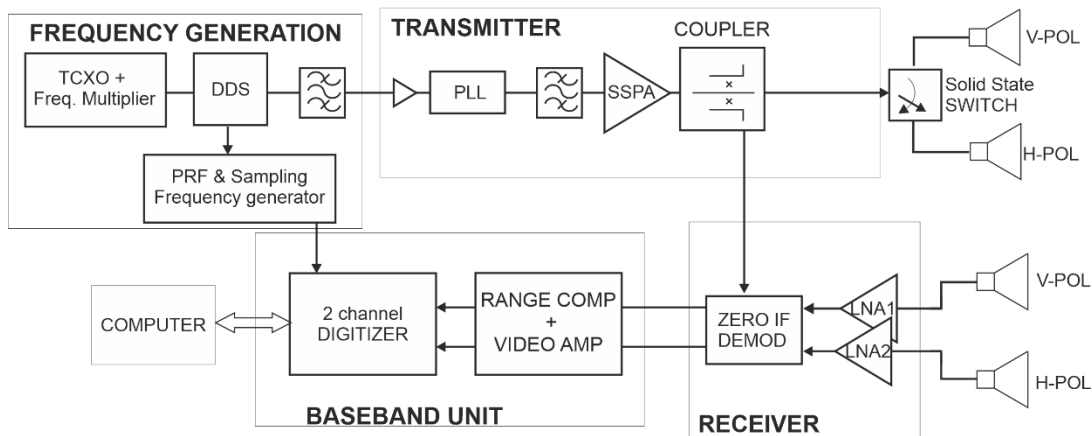 FREQUENCY GENERATION
TCXO +
Freq. Multiplier
DDS
PRF & Sampling
Frequency generator
TRANSMITTER
PLL
SSPA
COUPLER
V-POL
Solid State
SWITCH
H-POL
COMPUTER
2 channel
DIGITIZER
RANGE COMP
+
VIDEO AMP
BASEBAND UNIT
ZERO IF
DEMOD
LNA1
LNA2
RECEIVER
V-POL
H-POL